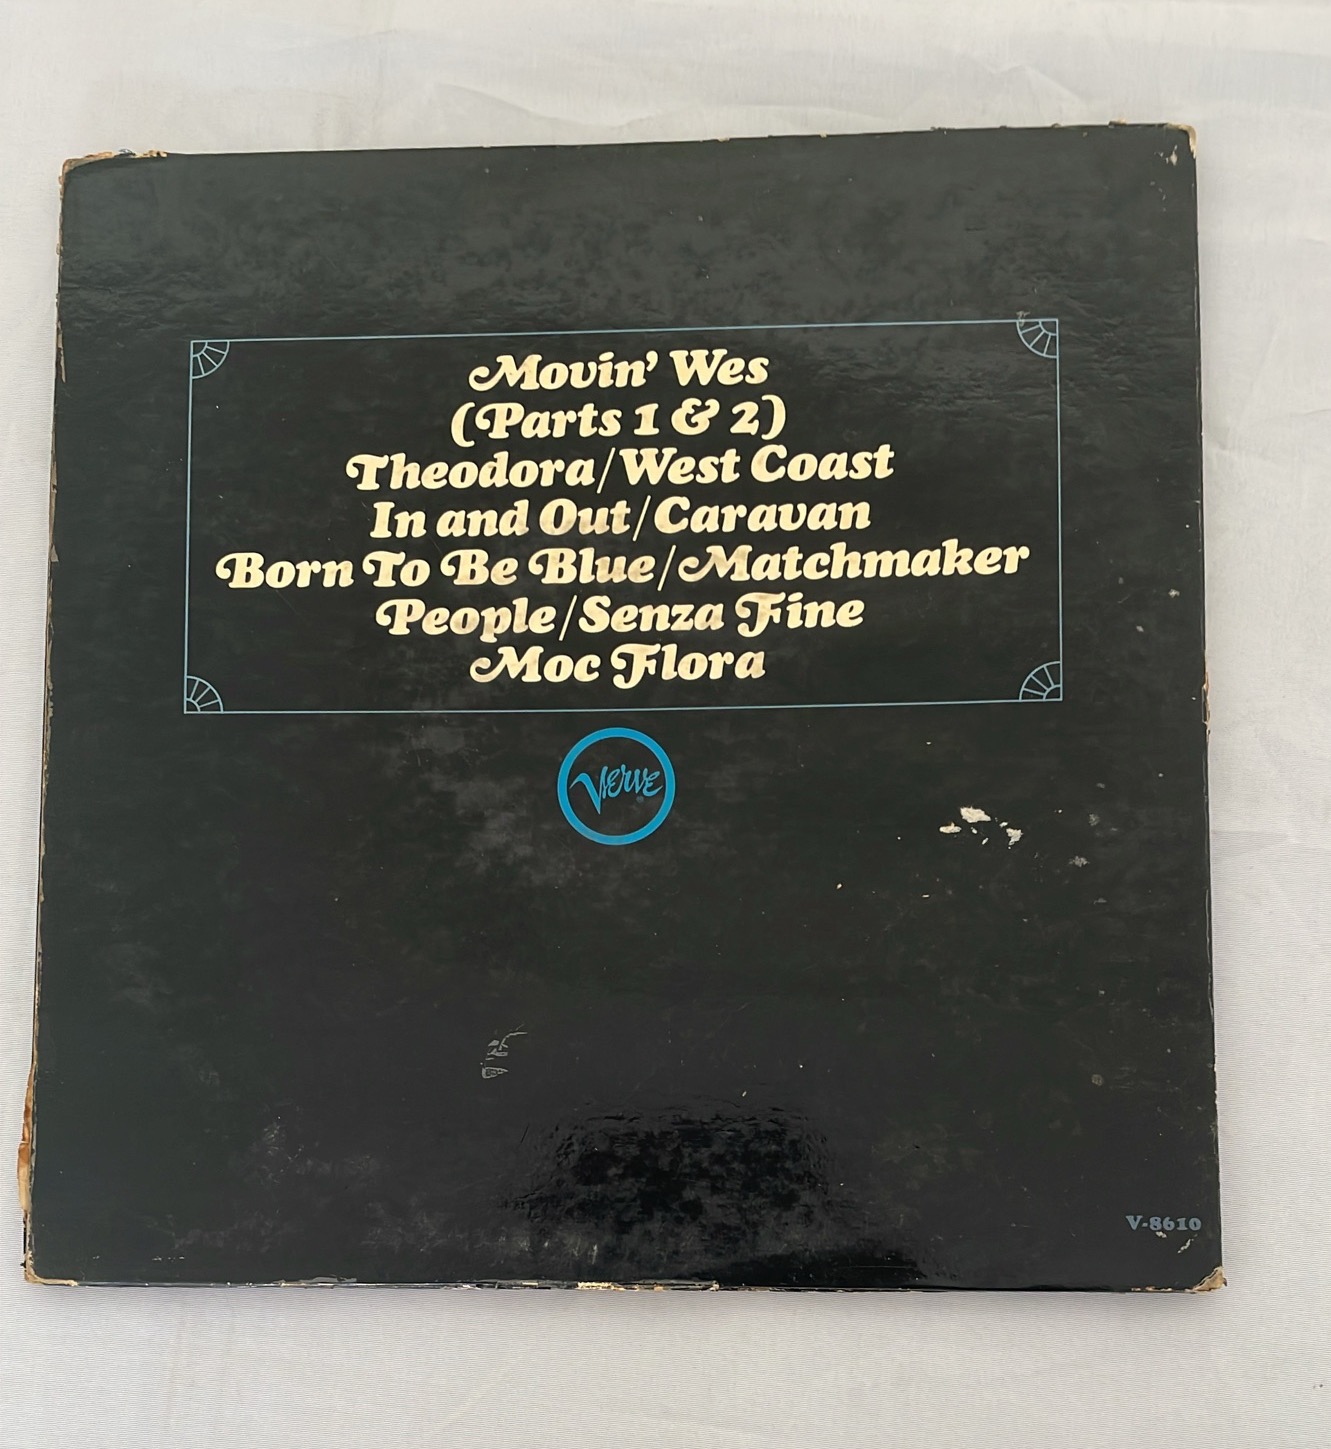 Movin' Wes
(Parts 1 & 2)
Theodora/West Coast
In and Out/Caravan
Born To Be Blue/Matchmaker
People/Senza Fine
Moc Flora
Verve
V-8610